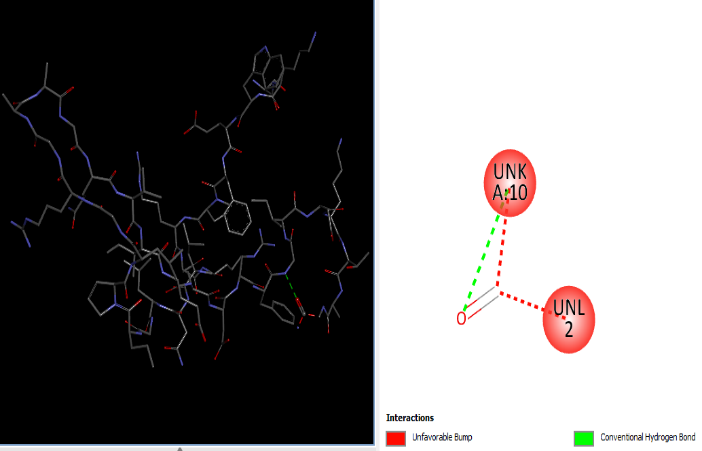 UNK
A:10
O
UNL
2
Interactions
Unfavorable Bump
Conventional Hydrogen Bond